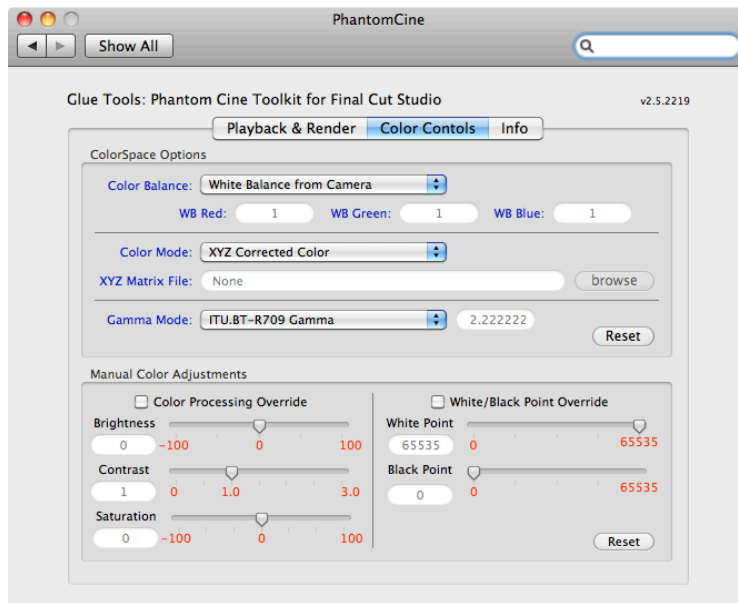 PhantomCine
Show All
Glue Tools: Phantom Cine Toolkit for Final Cut Studio v2.5.2219
Playback & Render Color Contols Info
ColorSpace Options
Color Balance: White Balance from Camera
WB Red: 1 WB Green: 1 WB Blue: 1
Color Mode: XYZ Corrected Color
XYZ Matrix File: None browse
Gamma Mode: ITU.BT-R709 Gamma 2.222222
Reset
Manual Color Adjustments
Color Processing Override
Brightness
0 -100 0 100
Contrast
1 0 1.0 3.0
Saturation
0 -100 0 100
White/Black Point Override
White Point
65535 0 65535
Black Point
0 0 65535
Reset